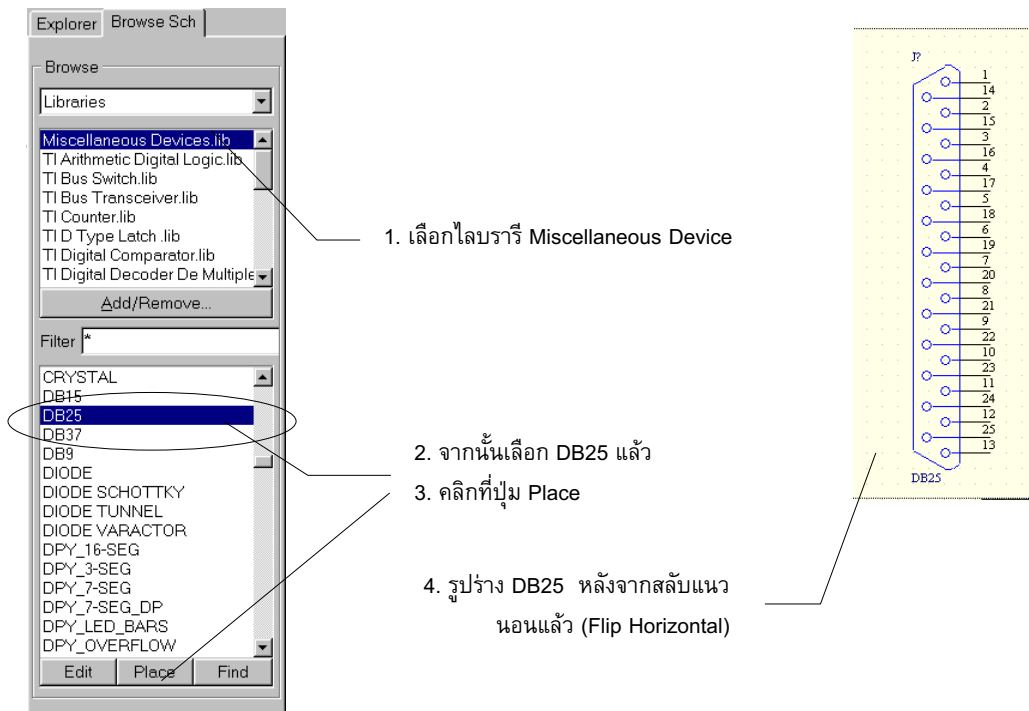 Explorer Browse Sch
Browse
Libraries
Miscellaneous Devices.lib
TI Arithmetic Digital Logic.lib
TI Bus Switch.lib
TI Bus Transceiver.lib
TI Counter.lib
TI D Type Latch .lib
TI Digital Comparator.lib
TI Digital Decoder De Multiple
Add/Remove...
Filter *
CRYSTAL
DB15
DB25
DB37
DB9
DIODE
DIODE SCHOTTKY
DIODE TUNNEL
DIODE VARACTOR
DPY_16-SEG
DPY_3-SEG
DPY_7-SEG
DPY_7-SEG_DP
DPY_LED_BARS
DPY_OVERFLOW
Edit Place Find
1. เลือกไลบรารี Miscellaneous Device
2. จากนั้นเลือก DB25 แล้ว
3. คลิกที่ปุ่ม Place
4. รูปร่าง DB25 หลังจากสลับแนว
นอนแล้ว (Flip Horizontal)
J?
1
14
2
15
3
16
4
17
5
18
6
19
7
20
8
21
9
22
10
23
11
24
12
25
13
DB25